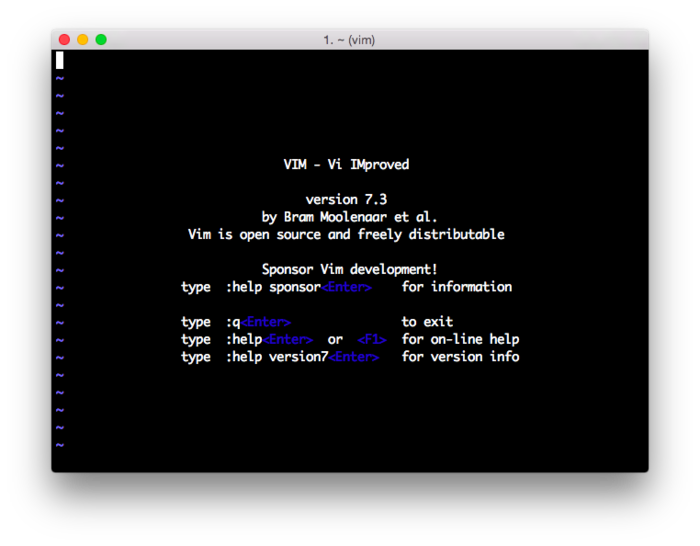 1. ~ (vim)
~
~
~
~
~
VIM - Vi IMproved
~
version 7.3
by Bram Moolenaar et al.
Vim is open source and freely distributable
~
Sponsor Vim development!
type  :help sponsor<Enter>    for information
~
type  :q<Enter>               to exit
type  :help<Enter>  or  <F1>  for on-line help
type  :help version7<Enter>   for version info
~
~
~
~
~